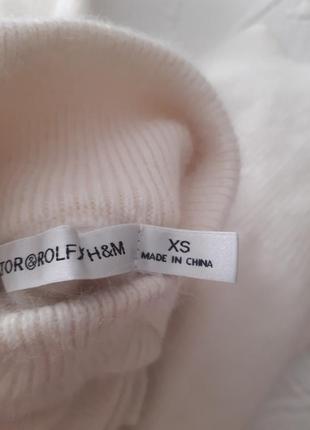 TOR@ROLF H&M
XS
MADE IN CHINA